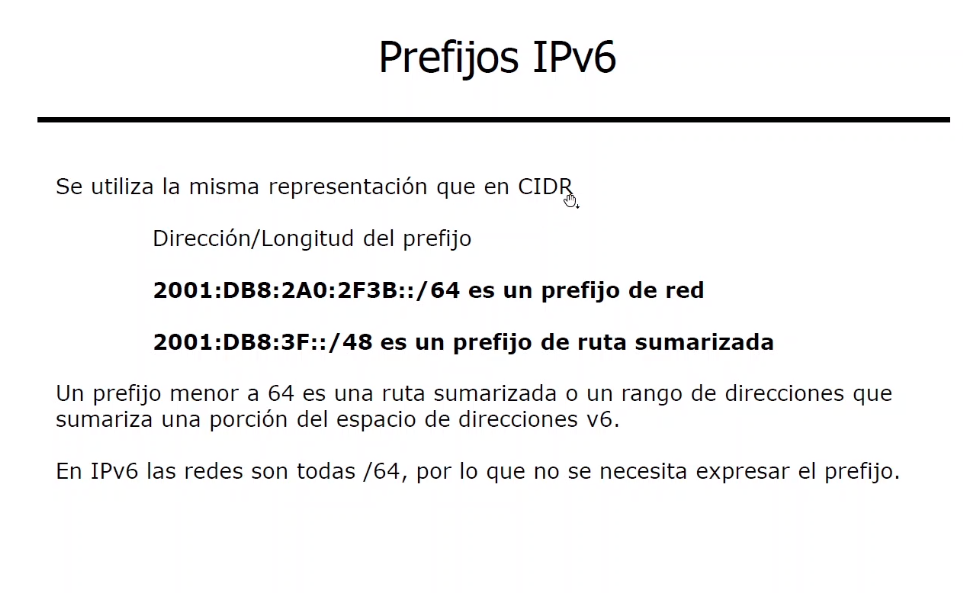 Prefijos IPv6
Se utiliza la misma representación que en CIDR
Dirección/Longitud del prefijo
2001:DB8:2A0:2F3B::/64 es un prefijo de red
2001:DB8:3F::/48 es un prefijo de ruta sumarizada
Un prefijo menor a 64 es una ruta sumarizada o un rango de direcciones que
sumariza una porción del espacio de direcciones v6.
En IPv6 las redes son todas /64, por lo que no se necesita expresar el prefijo.